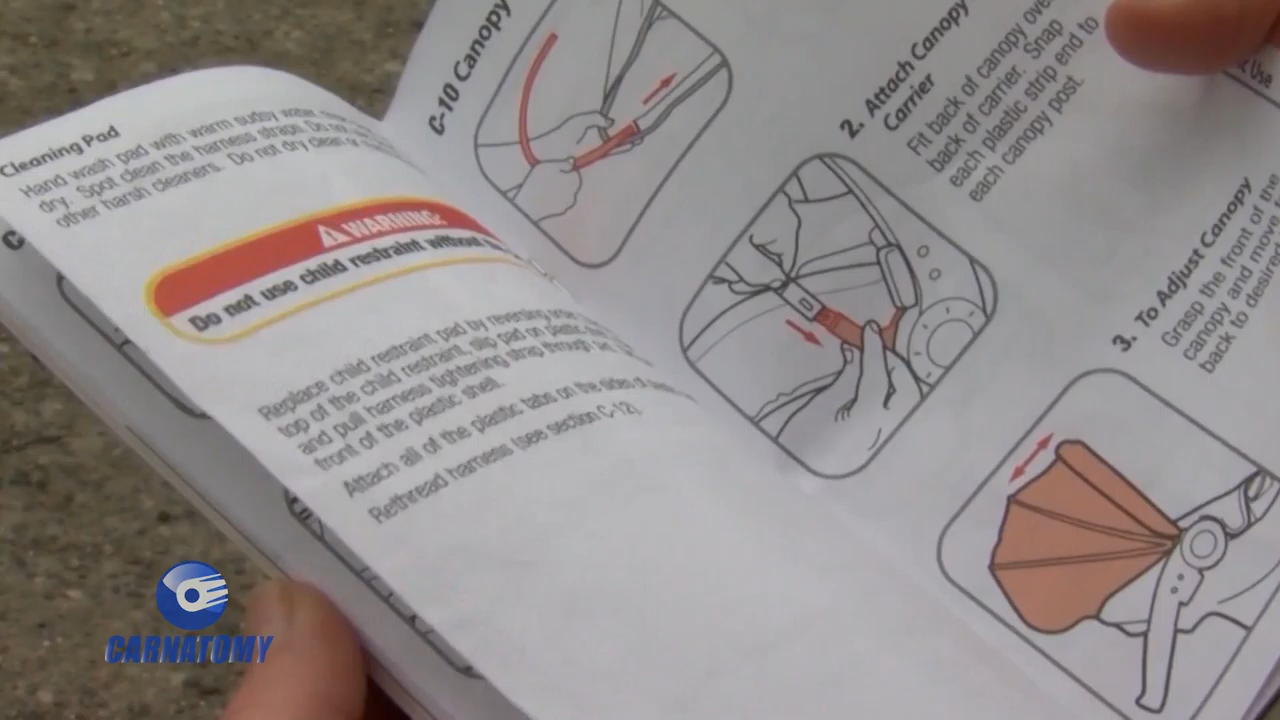 Cleaning Pad
Hand wash pad with warm sudsy water
dry. Spot clean the harness straps. Do not
other harsh cleaners. Do not dry clean or
WARNING:
Do not use child restraint without
Replace child restraint pad by reversing
top of the child restraint, slip pad on plastic
and pull harness tightening strap through
front of the plastic shell.
Attach all of the plastic tabs on the sides of
Rethread harness (see section C-12).
C-10 Canopy
2. Attach Canopy
Carrier
Fit back of canopy over
back of carrier. Snap
each plastic strip end to
each canopy post.
3. To Adjust Canopy
Grasp the front of the
canopy and move
back to desired
Use
CARNATOMY